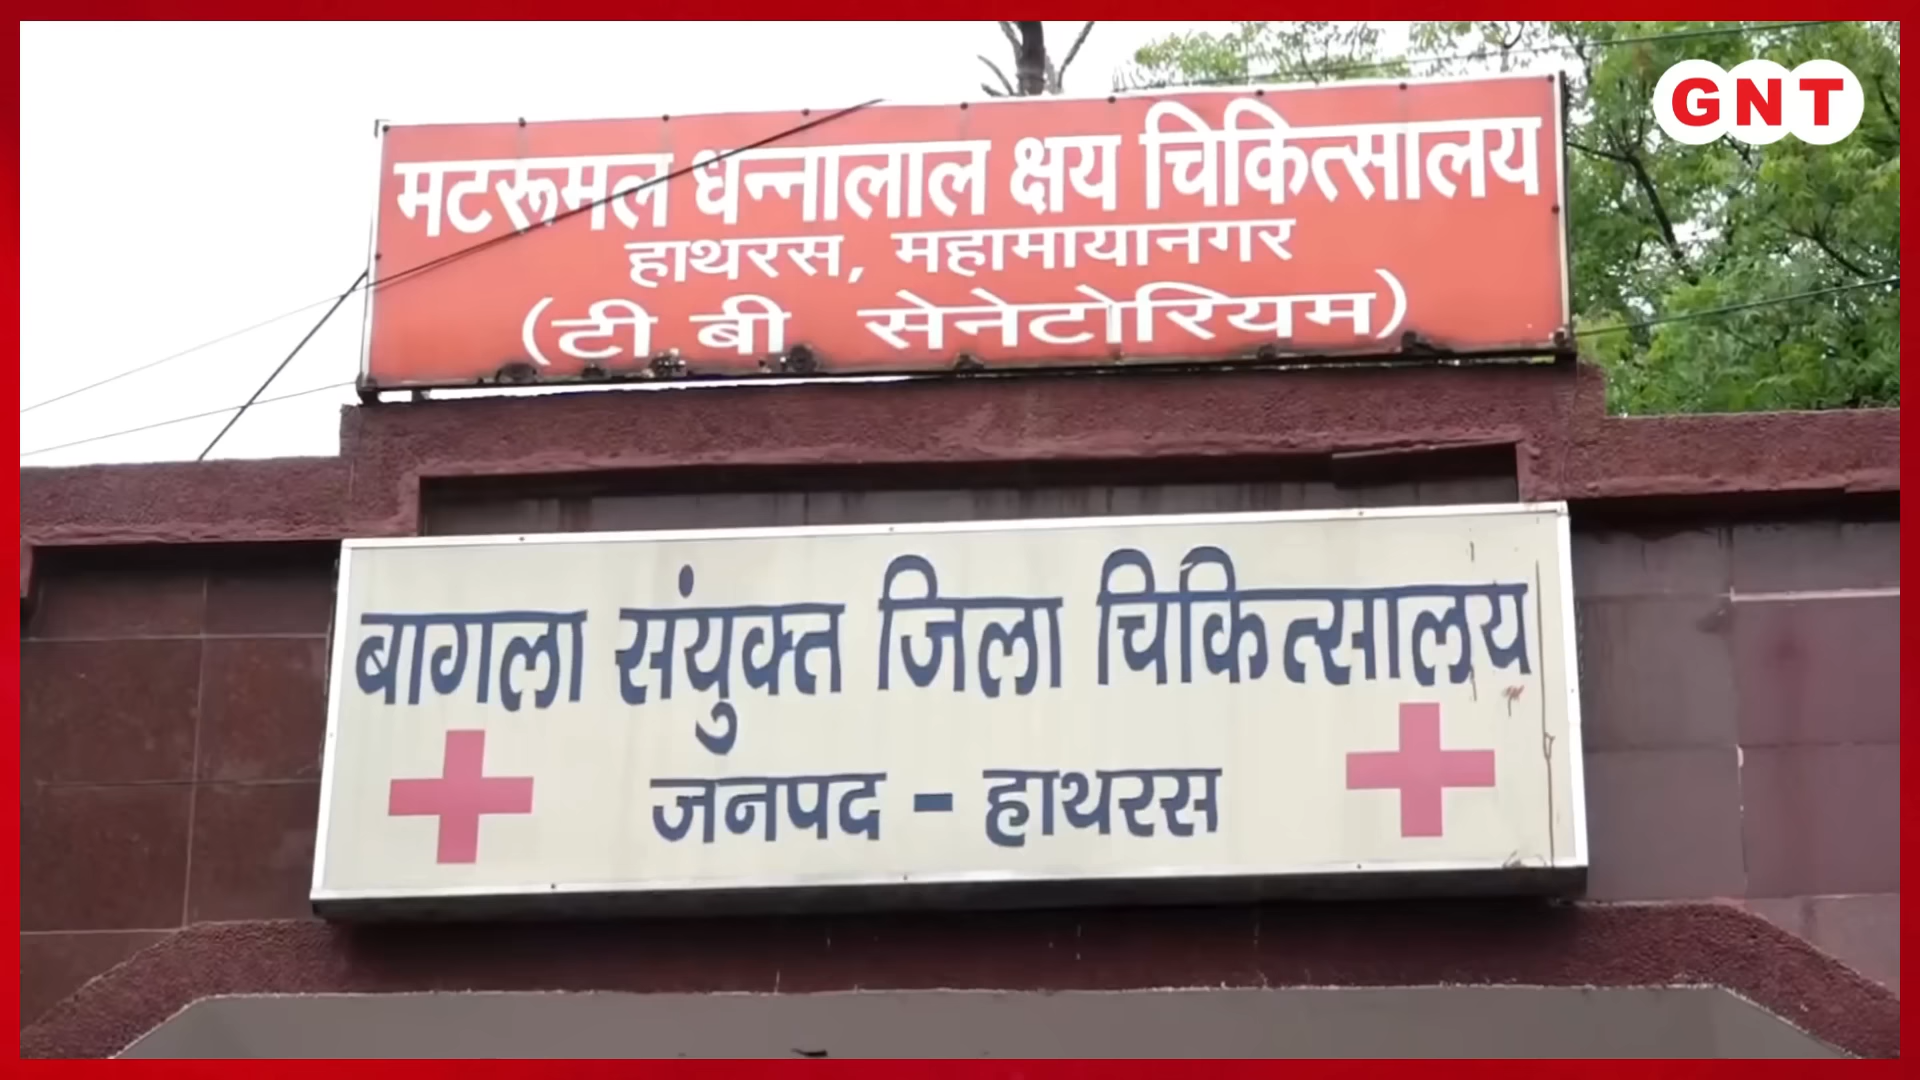 GNT
मटरूमल धन्नालाल क्षय चिकित्सालय
हाथरस, महामायानगर
(टी.बी सेनेटोरियम)
बागला संयुक्त जिला चिकित्सालय
जनपद - हाथरस